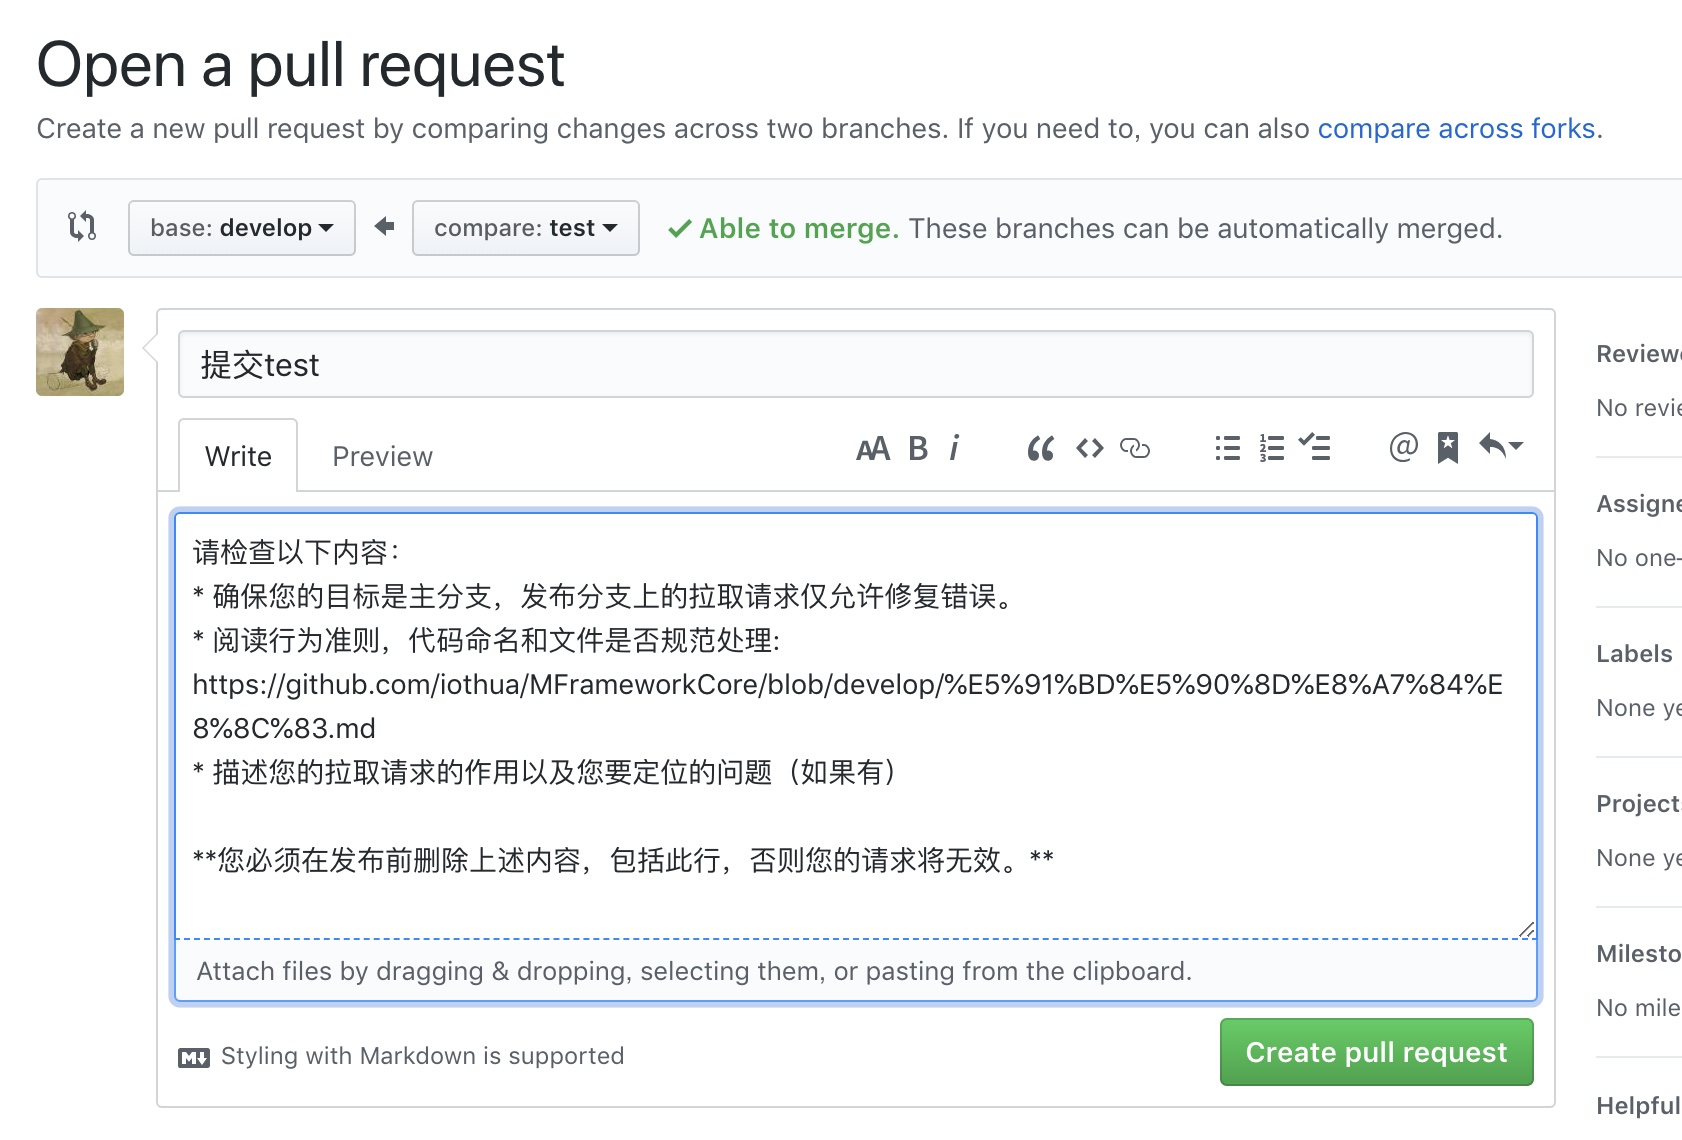 Open a pull request
Create a new pull request by comparing changes across two branches. If you need to, you can also compare across forks.
base: develop compare: test Able to merge. These branches can be automatically merged.
提交test
Write Preview AA B i @
请检查以下内容：
* 确保您的目标是主分支，发布分支上的拉取请求仅允许修复错误。
* 阅读行为准则，代码命名和文件是否规范处理:
https://github.com/iothua/MFrameworkCore/blob/develop/%E5%91%BD%E5%90%8D%E8%A7%84%E
8%8C%83.md
* 描述您的拉取请求的作用以及您要定位的问题（如果有）
**您必须在发布前删除上述内容，包括此行，否则您的请求将无效。**
Attach files by dragging & dropping, selecting them, or pasting from the clipboard.
Styling with Markdown is supported
Create pull request
No
No one-
Labels
None
None
No
Helpful